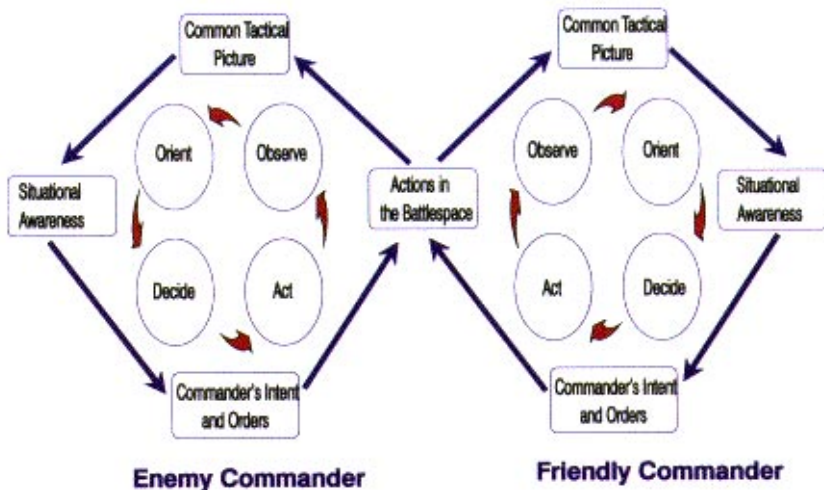 Common Tactical
Picture
Common Tactical
Picture
Orient
Observe
Observe
Orient
Situational
Awareness
Actions in
the Battlespace
Situational
Awareness
Decide
Act
Act
Decide
Commander's Intent
and Orders
Commander's Intent
and Orders
Enemy Commander
Friendly Commander